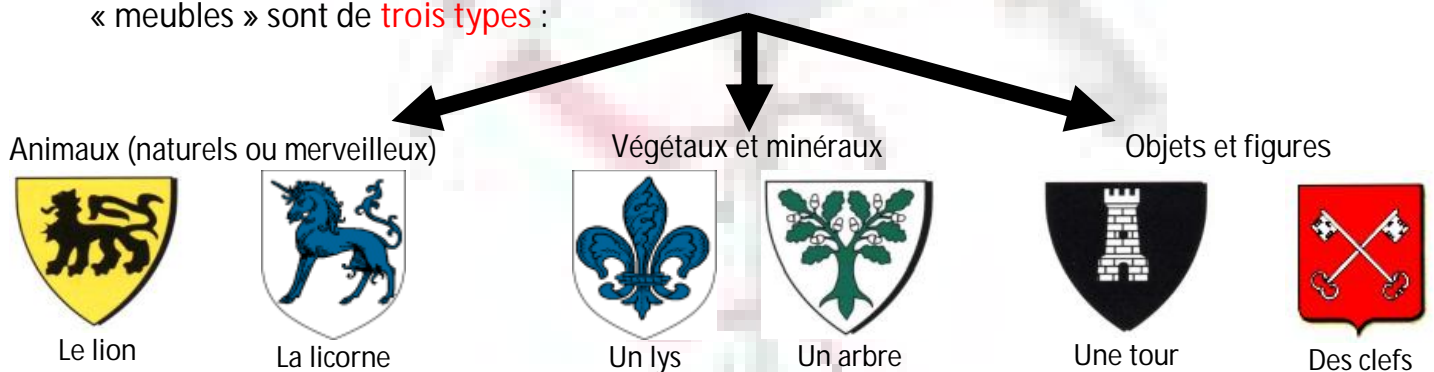 « meubles » sont de trois types :
Animaux (naturels ou merveilleux)
Végétaux et minéraux
Objets et figures
Le lion
La licorne
Un lys
Un arbre
Une tour
Des clefs